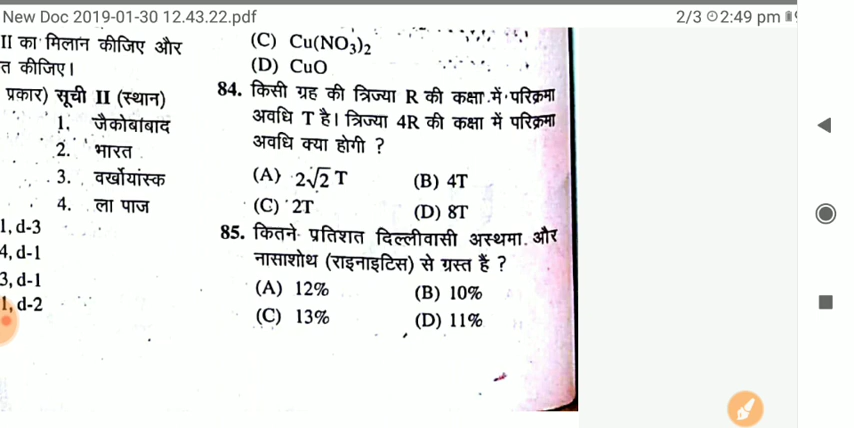 New Doc 2019-01-30 12.43.22.pdf
2/3 2:49 pm
II का मिलान कीजिए और
त कीजिए।
प्रकार) सूची II (स्थान)
1. जैकोबाबाद
2. भारत
3. वर्खोयांस्क
4. ला पाज
1, d-3
4, d-1
3, d-1
1, d-2
(C) Cu(NO₃)₂
(D) CuO
84. किसी ग्रह की त्रिज्या R की कक्षा में परिक्रमा
अवधि T है। त्रिज्या 4R की कक्षा में परिक्रमा
अवधि क्या होगी ?
(A) 2√2 T (B) 4T
(C) 2T (D) 8T
85. कितने प्रतिशत दिल्लीवासी अस्थमा और
नासाशोथ (राइनाइटिस) से ग्रस्त हैं ?
(A) 12% (B) 10%
(C) 13% (D) 11%